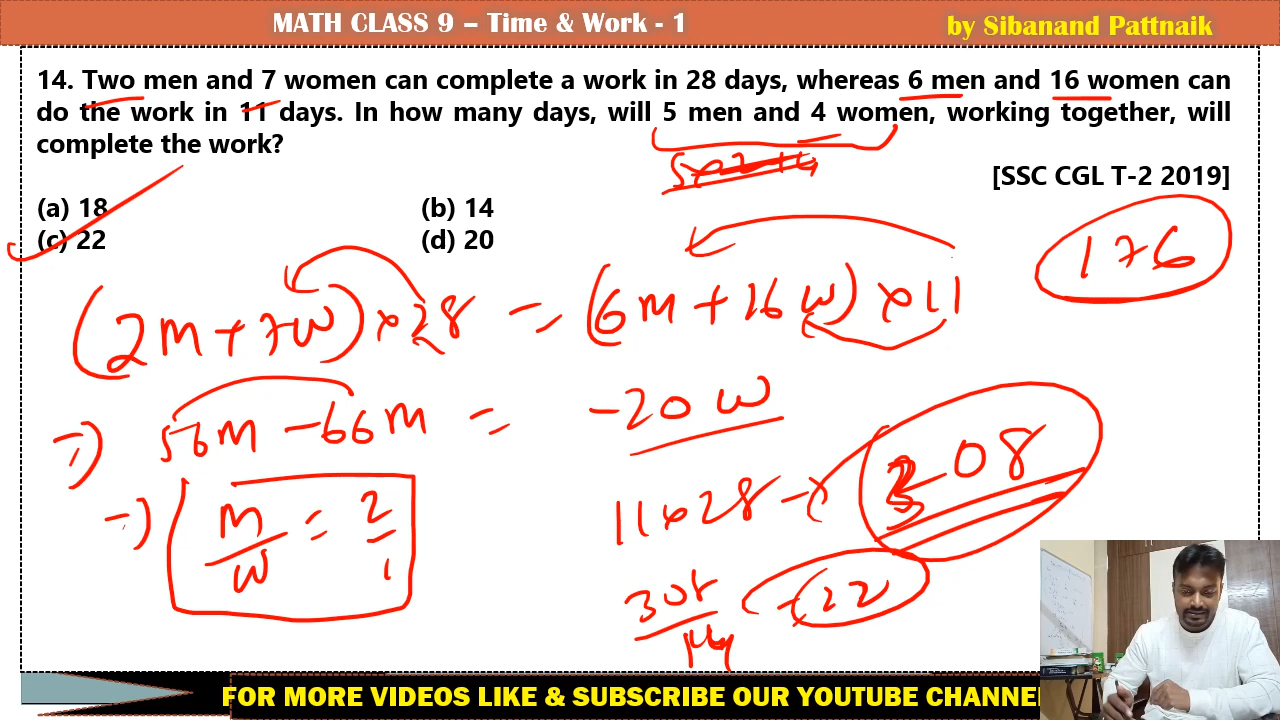 MATH CLASS 9 – Time & Work - 1
by Sibanand Pattnaik
14. Two men and 7 women can complete a work in 28 days, whereas 6 men and 16 women can
do the work in 11 days. In how many days, will 5 men and 4 women, working together, will
complete the work?
[SSC CGL T-2 2019]
(a) 18
(b) 14
(c) 22
(d) 20
176
(2m + 7w) × 28 = (6m + 16w) × 11
⇒) 56m - 66m = -20 w
11 × 28 → 308
⇒) m/w = 2/1
308/14 22
FOR MORE VIDEOS LIKE & SUBSCRIBE OUR YOUTUBE CHANNE